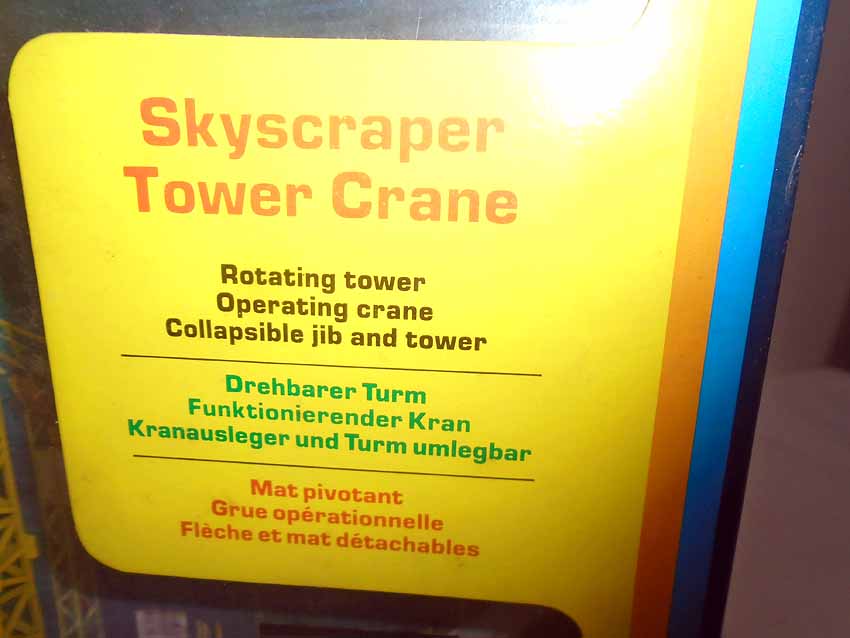 Skyscraper
Tower Crane
Rotating tower
Operating crane
Collapsible jib and tower
Drehbarer Turm
Funktionierender Kran
Kranausleger und Turm umlegbar
Mat pivotant
Grue opérationnelle
Flèche et mat détachables